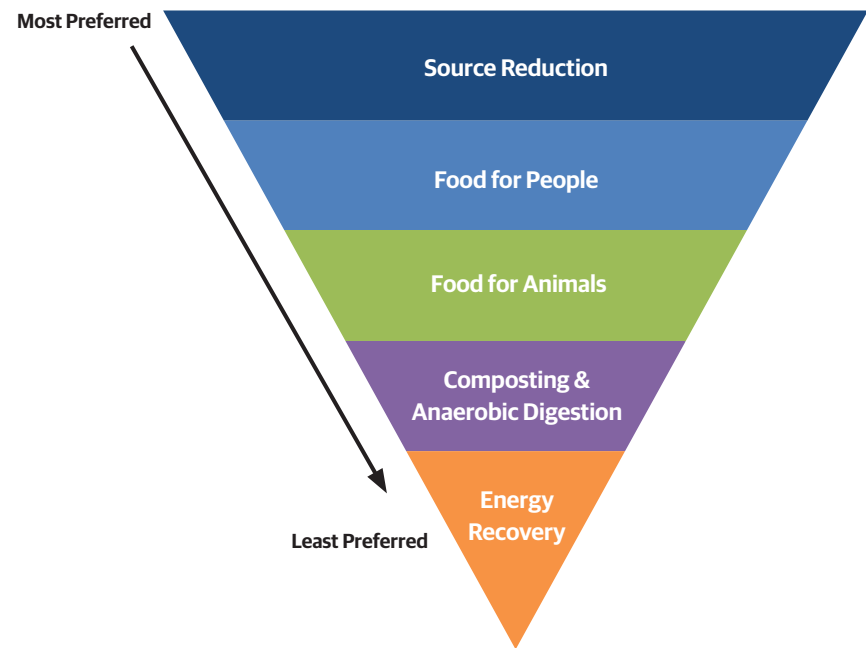 Most Preferred
Source Reduction
Food for People
Food for Animals
Composting &
Anaerobic Digestion
Energy
Recovery
Least Preferred